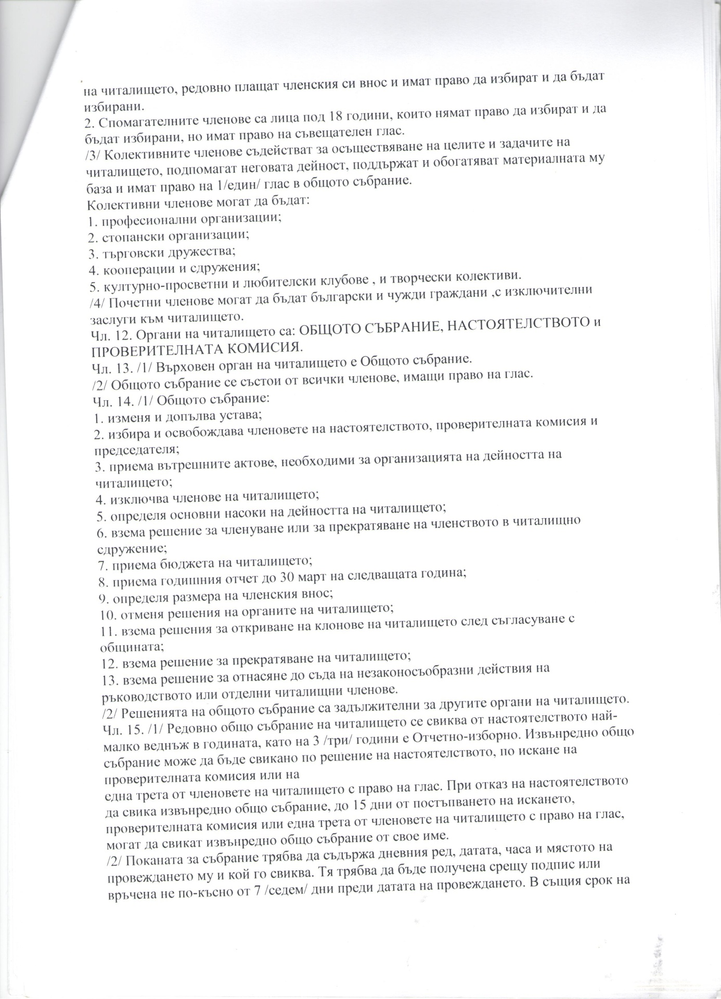 на читалището, редовно плащат членския си внос и имат право да избират и да бъдат
избирани.
2. Спомагателните членове са лица под 18 години, които нямат право да избират и да
бъдат избирани, но имат право на съвещателен глас.
/3/ Колективните членове съдействат за осъществяване на целите и задачите на
читалището, подпомагат неговата дейност, поддържат и обогатяват материалната му
база и имат право на 1/един/ глас в общото събрание.
Колективни членове могат да бъдат:
1. професионални организации;
2. стопански организации;
3. търговски дружества;
4. кооперации и сдружения;
5. културно-просветни и любителски клубове , и творчески колективи.
/4/ Почетни членове могат да бъдат български и чужди граждани ,с изключителни
заслуги към читалището.
Чл. 12. Органи на читалището са: ОБЩОТО СЪБРАНИЕ, НАСТОЯТЕЛСТВОТО и
ПРОВЕРИТЕЛНАТА КОМИСИЯ.
Чл. 13. /1/ Върховен орган на читалището е Общото събрание.
/2/ Общото събрание се състои от всички членове, имащи право на глас.
Чл. 14. /1/ Общото събрание:
1. изменя и допълва устава;
2. избира и освобождава членовете на настоятелството, проверителната комисия и
председателя;
3. приема вътрешните актове, необходими за организацията на дейността на
читалището;
4. изключва членове на читалището;
5. определя основни насоки на дейността на читалището;
6. взема решение за членуване или за прекратяване на членството в читалищно
сдружение;
7. приема бюджета на читалището;
8. приема годишния отчет до 30 март на следващата година;
9. определя размера на членския внос;
10. отменя решения на органите на читалището;
11. взема решения за откриване на клонове на читалището след съгласуване с
общината;
12. взема решение за прекратяване на читалището;
13. взема решение за отнасяне до съда на незаконосъобразни действия на
ръководството или отделни читалищни членове.
/2/ Решенията на общото събрание са задължителни за другите органи на читалището.
Чл. 15. /1/ Редовно общо събрание на читалището се свиква от настоятелството най-
малко веднъж в годината, като на 3 /три/ години е Отчетно-изборно. Извънредно общо
събрание може да бъде свикано по решение на настоятелството, по искане на
проверителната комисия или на
една трета от членовете на читалището с право на глас. При отказ на настоятелството
да свика извънредно общо събрание, до 15 дни от постъпването на искането,
проверителната комисия или една трета от членовете на читалището с право на глас,
могат да свикат извънредно общо събрание от свое име.
/2/ Поканата за събрание трябва да съдържа дневния ред, датата, часа и мястото на
провеждането му и кой го свиква. Тя трябва да бъде получена срещу подпис или
връчена не по-късно от 7 /седем/ дни преди датата на провеждането. В същия срок на